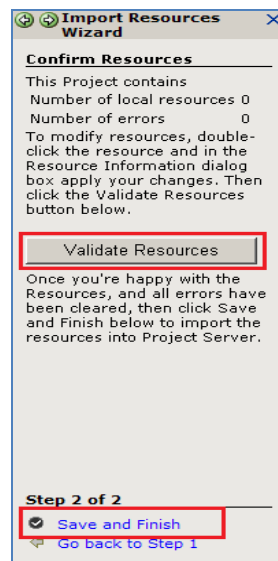 Import Resources
Wizard
Confirm Resources
This Project contains
Number of local resources 0
Number of errors 0
To modify resources, double-
click the resource and in the
Resource Information dialog
box apply your changes. Then
click the Validate Resources
button below.
Validate Resources
Once you're happy with the
Resources, and all errors have
been cleared, then click Save
and Finish below to import the
resources into Project Server.
Step 2 of 2
Save and Finish
Go back to Step 1